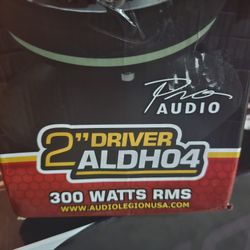 Pro
AUDIO
2"DRIVER
ALDH04
300 WATTS RMS
WWW.AUDIOLEGIONUSA.COM